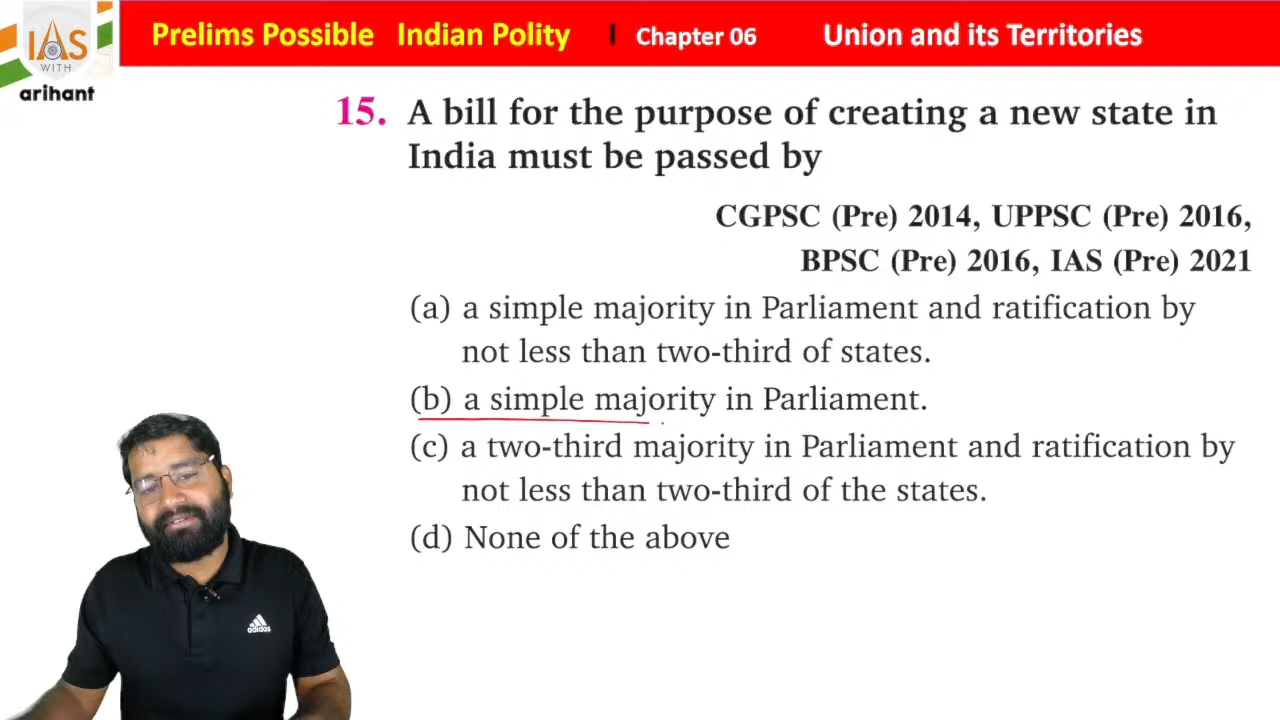 IAS
WITH
arihant
Prelims Possible Indian Polity | Chapter 06 Union and its Territories
15. A bill for the purpose of creating a new state in
India must be passed by
CGPSC (Pre) 2014, UPPSC (Pre) 2016,
BPSC (Pre) 2016, IAS (Pre) 2021
(a) a simple majority in Parliament and ratification by
not less than two-third of states.
(b) a simple majority in Parliament.
(c) a two-third majority in Parliament and ratification by
not less than two-third of the states.
(d) None of the above
adidas